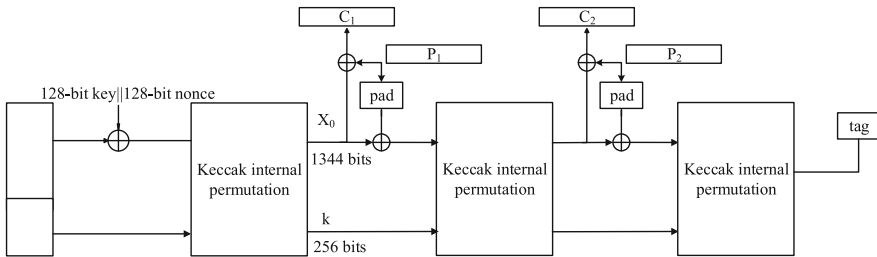 C₁
P₁
C₂
P₂
128-bit key||128-bit nonce
pad
pad
X₀
1344 bits
Keccak internal
permutation
Keccak internal
permutation
Keccak internal
permutation
tag
k
256 bits